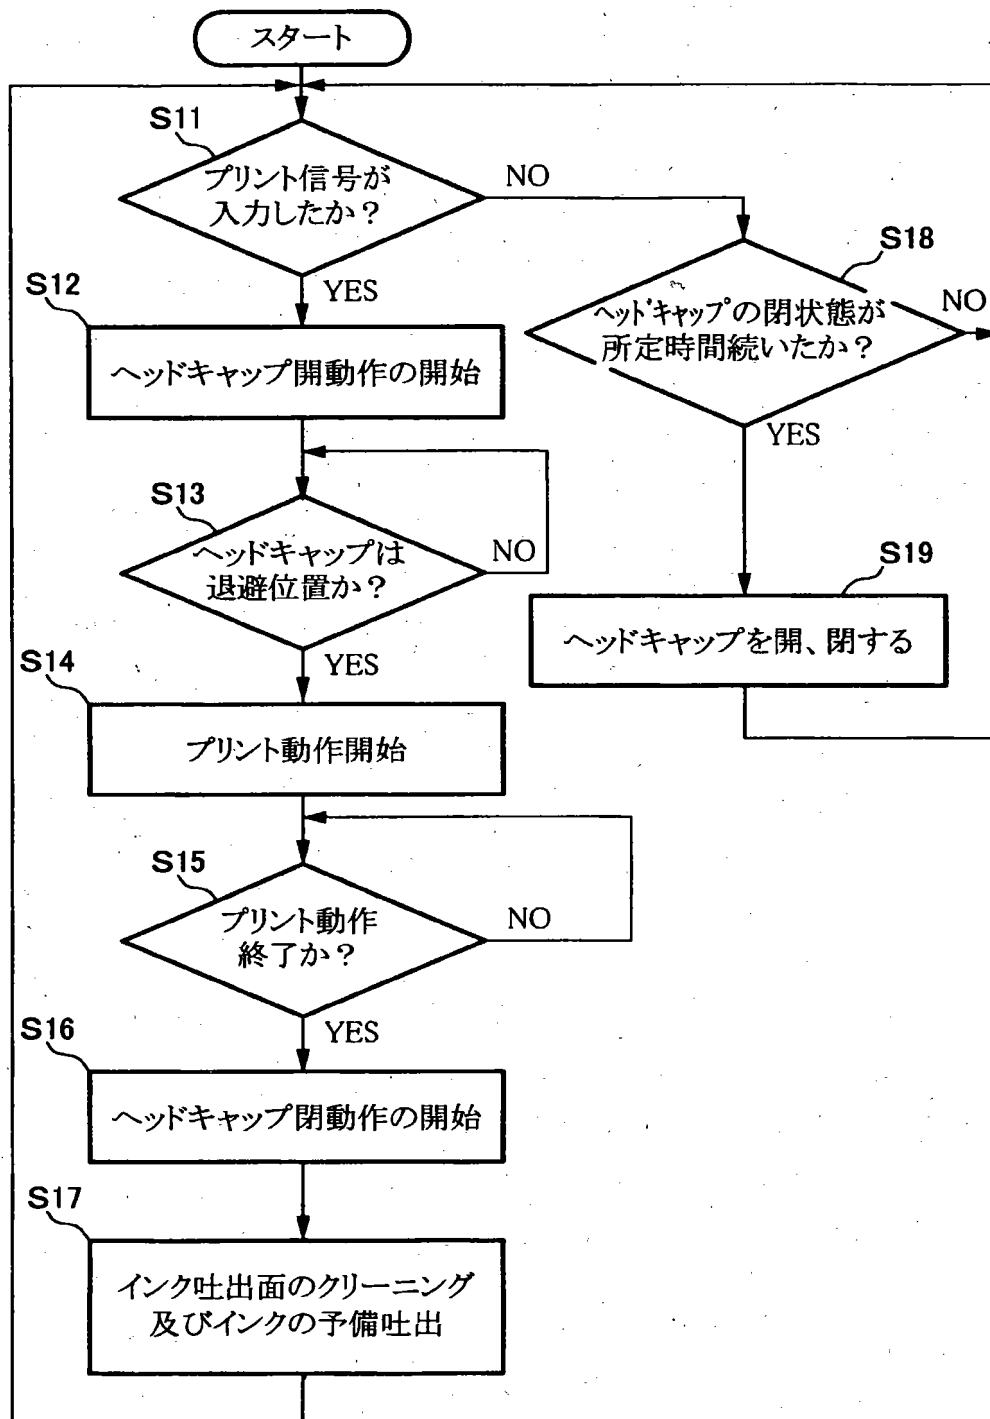 スタート
S11
プリント信号が
入力したか？
NO
YES
S18
ヘッドキャップの閉状態が
所定時間続いたか？
NO
YES
S12
ヘッドキャップ開動作の開始
S13
ヘッドキャップは
退避位置か？
NO
YES
S19
ヘッドキャップを開、閉する
S14
プリント動作開始
S15
プリント動作
終了か？
NO
YES
S16
ヘッドキャップ閉動作の開始
S17
インク吐出面のクリーニング
及びインクの予備吐出